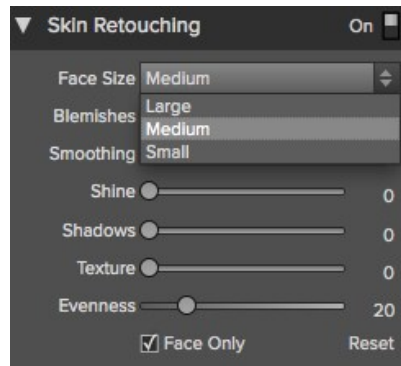 Skin Retouching On
Face Size Medium
Large
Blemishes
Medium
Smoothing Small
Shine 0
Shadows 0
Texture 0
Evenness 20
Face Only Reset